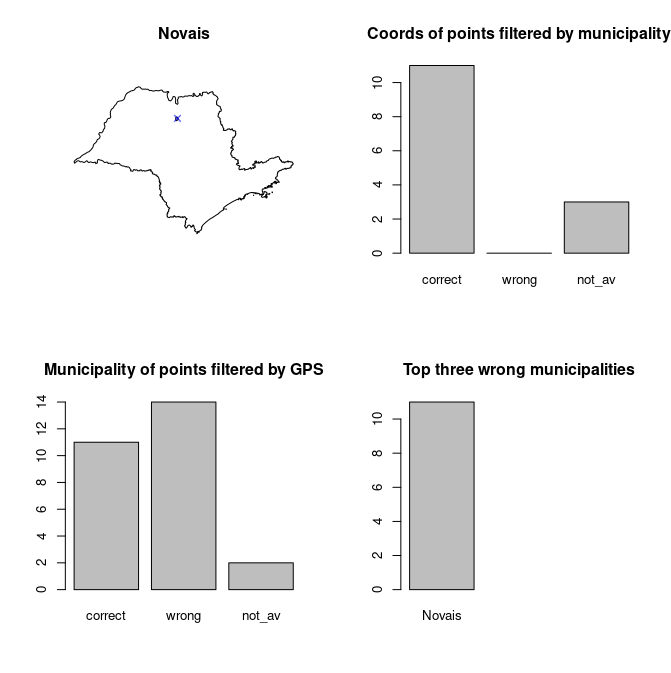 Novais
Coords of points filtered by municipality
10
8
6
4
2
0
correct wrong not_av
Municipality of points filtered by GPS
14
12
10
8
6
4
2
0
correct wrong not_av
Top three wrong municipalities
10
8
6
4
2
0
Novais